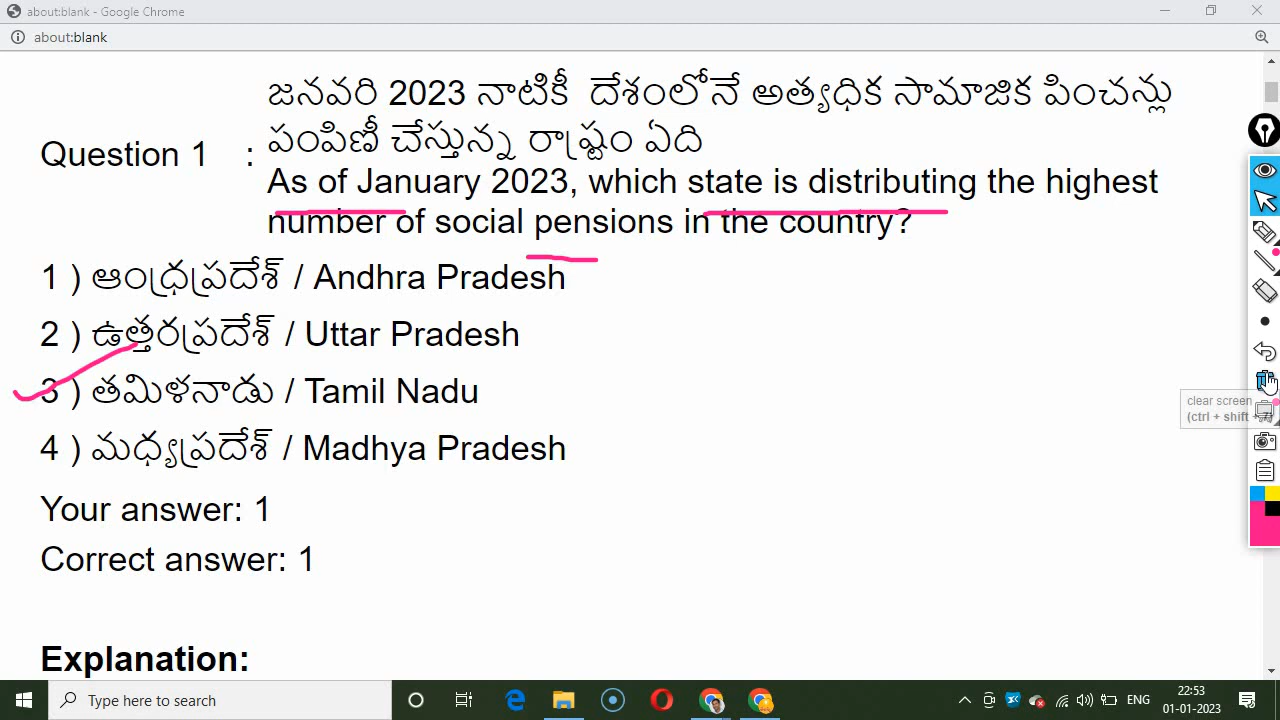 about:blank - Google Chrome
about:blank
జనవరి 2023 నాటికీ దేశంలోనే అత్యధిక సామాజిక పించన్లు
పంపిణీ చేస్తున్న రాష్ట్రం ఏది
Question 1 :
As of January 2023, which state is distributing the highest
number of social pensions in the country?
1 ) ఆంధ్రప్రదేశ్ / Andhra Pradesh
2 ) ఉత్తరప్రదేశ్ / Uttar Pradesh
3 ) తమిళనాడు / Tamil Nadu
4 ) మధ్యప్రదేశ్ / Madhya Pradesh
clear screen
(ctrl + shift + 7)
Your answer: 1
Correct answer: 1
Explanation:
Type here to search
ENG
22:53
01-01-2023